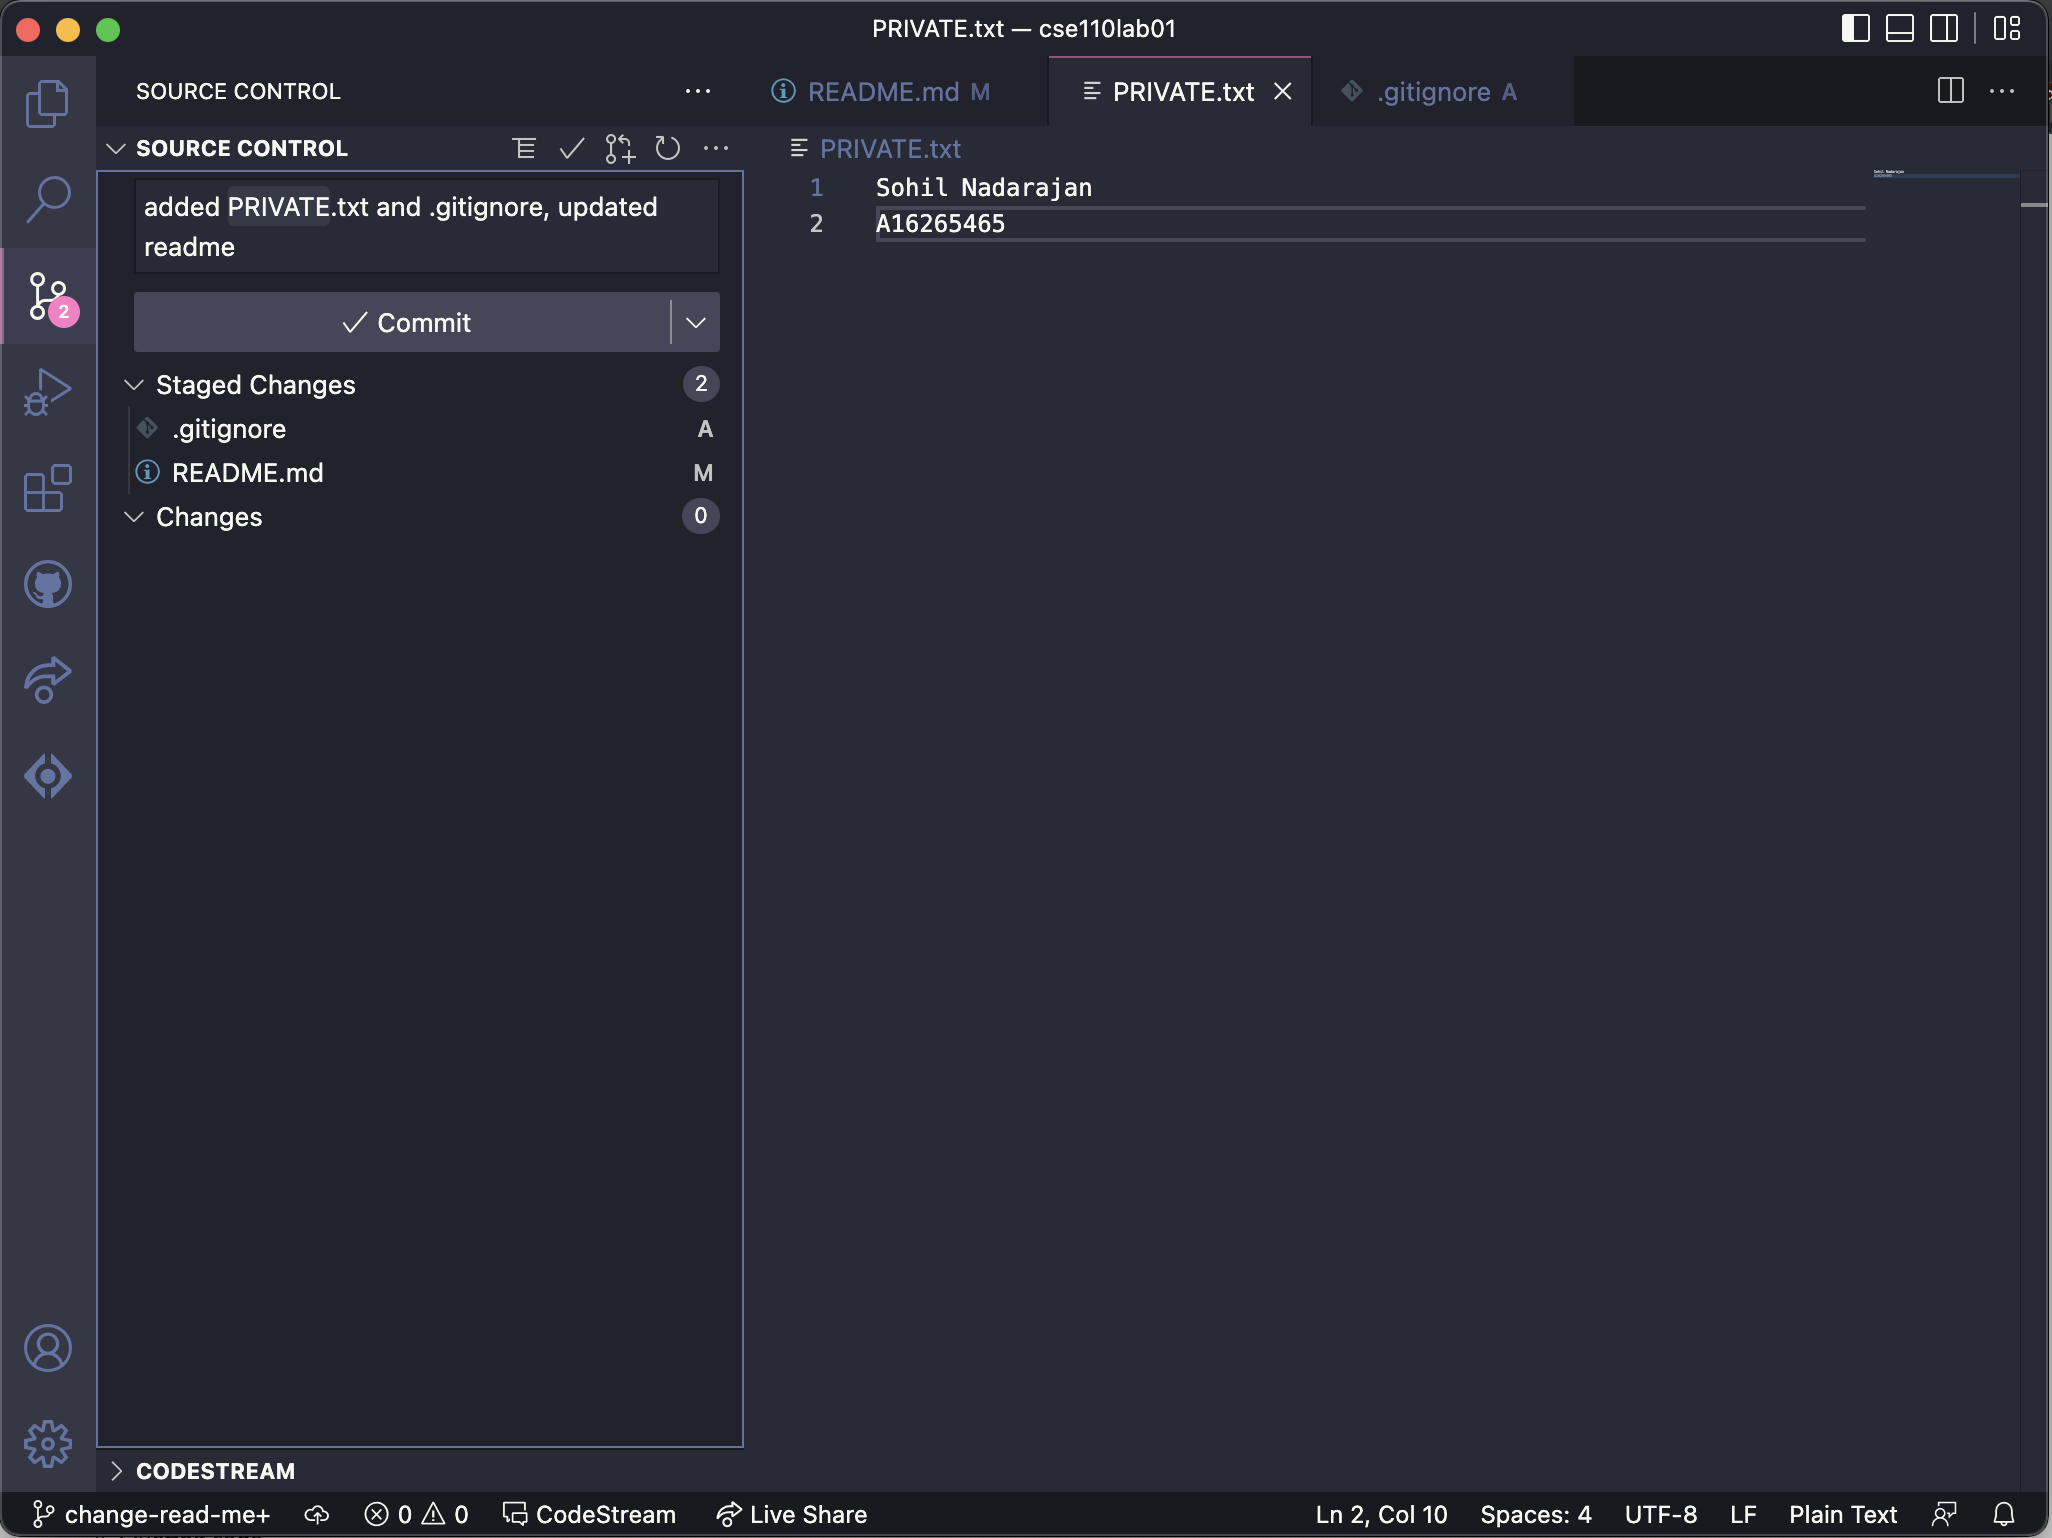 PRIVATE.txt — cse110lab01
SOURCE CONTROL
README.md M
PRIVATE.txt
.gitignore A
SOURCE CONTROL
PRIVATE.txt
added PRIVATE.txt and .gitignore, updated
readme
Commit
Staged Changes 2
.gitignore A
README.md M
Changes 0
2
1 Sohil Nadarajan
2 A16265465
CODESTREAM
change-read-me+ 0 0 CodeStream Live Share Ln 2, Col 10 Spaces: 4 UTF-8 LF Plain Text